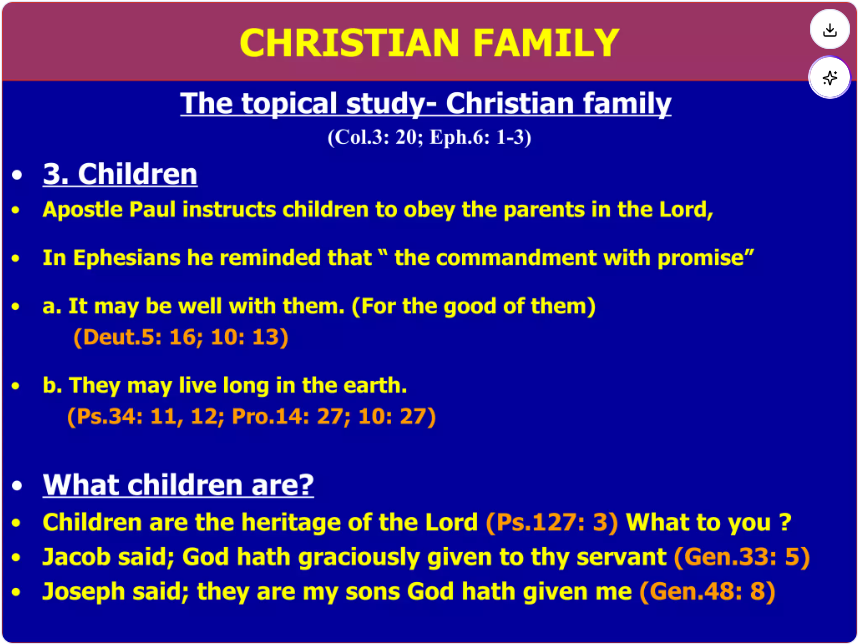 CHRISTIAN FAMILY
The topical study- Christian family
(Col.3: 20; Eph.6: 1-3)
• 3. Children
• Apostle Paul instructs children to obey the parents in the Lord,
• In Ephesians he reminded that “ the commandment with promise”
• a. It may be well with them. (For the good of them)
(Deut.5: 16; 10: 13)
• b. They may live long in the earth.
(Ps.34: 11, 12; Pro.14: 27; 10: 27)
• What children are?
• Children are the heritage of the Lord (Ps.127: 3) What to you ?
• Jacob said; God hath graciously given to thy servant (Gen.33: 5)
• Joseph said; they are my sons God hath given me (Gen.48: 8)